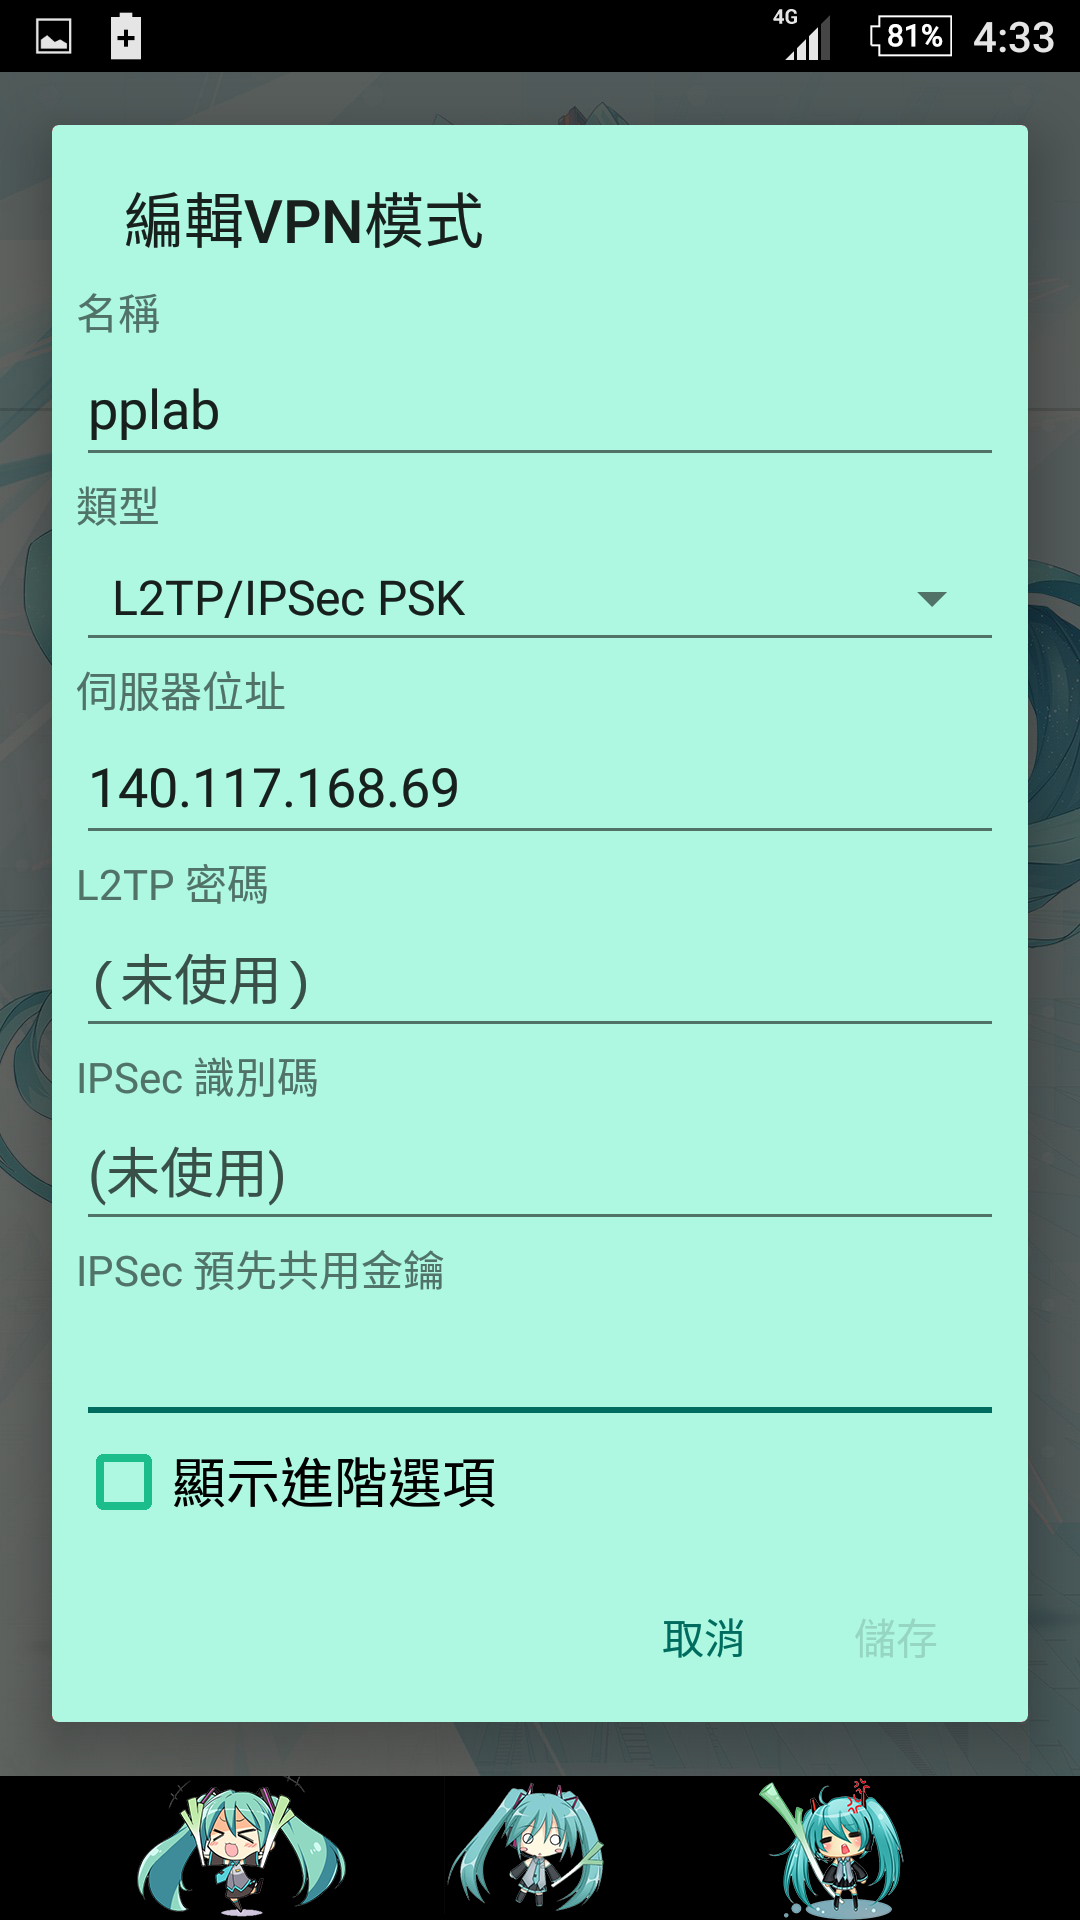 4G 81% 4:33
編輯VPN模式
名稱
pplab
類型
L2TP/IPSec PSK
伺服器位址
140.117.168.69
L2TP 密碼
(未使用)
IPSec 識別碼
(未使用)
IPSec 預先共用金鑰
顯示進階選項
取消 儲存